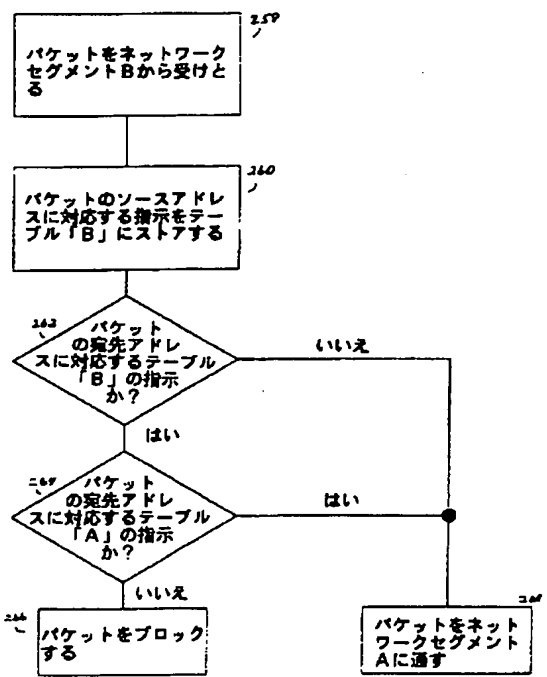 258
パケットをネットワーク
セグメントBから受けと
る
260
パケットのソースアドレ
スに対応する指示をテー
ブル「B」にストアする
262
パケット
の宛先アドレ
スに対応するテーブル
「B」の指示
か?
いいえ
はい
264
パケット
の宛先アドレ
スに対応するテーブル
「A」の指示
か?
はい
いいえ
266
パケットをブロック
する
268
パケットをネット
ワークセグメント
Aに通す